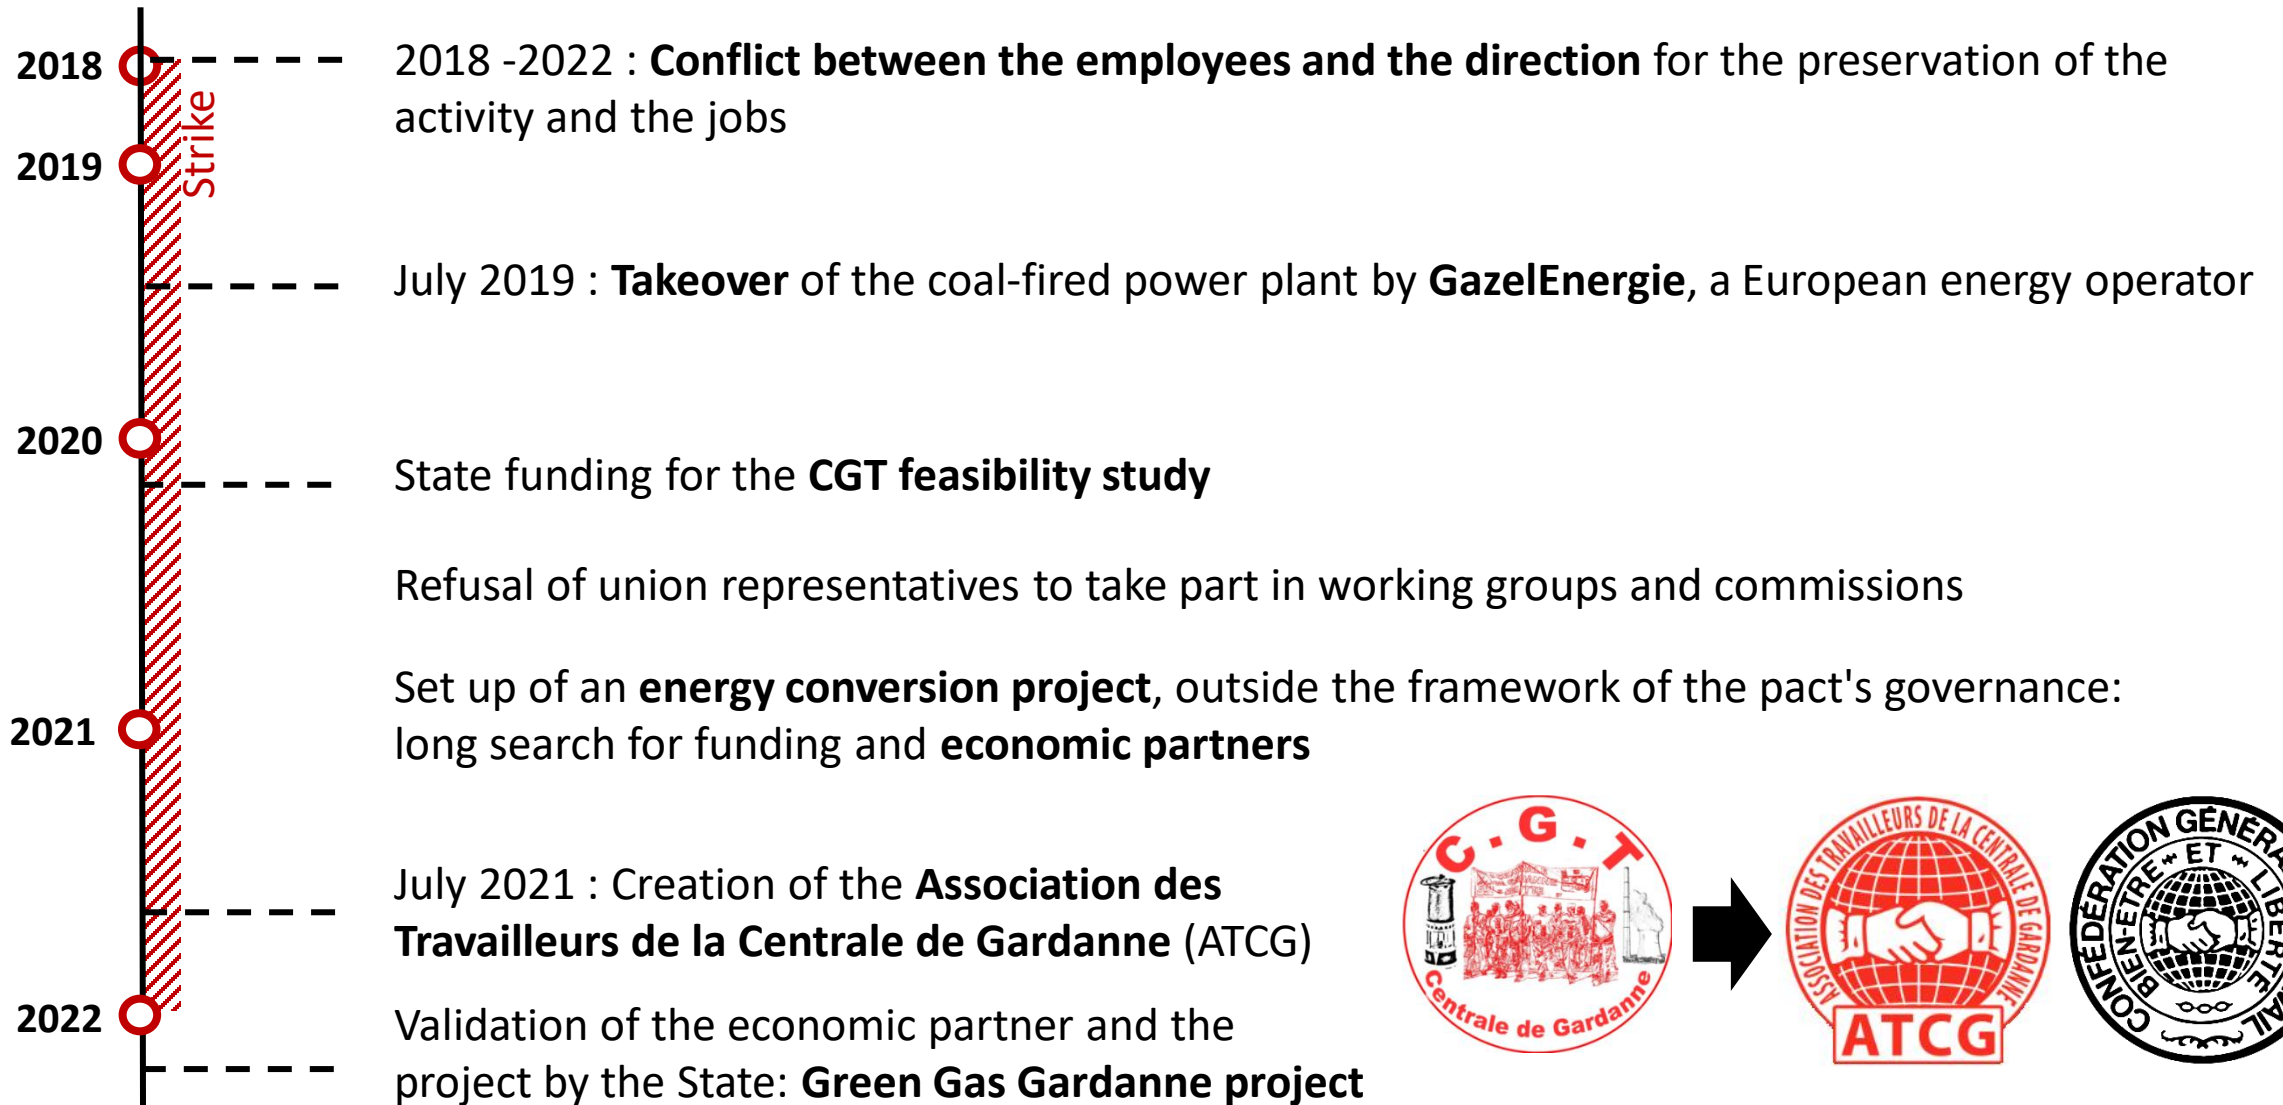 2018
Strike
2019
2020
2021
2022
2018 -2022 : Conflict between the employees and the direction for the preservation of the
activity and the jobs
July 2019 : Takeover of the coal-fired power plant by GazelEnergie, a European energy operator
State funding for the CGT feasibility study
Refusal of union representatives to take part in working groups and commissions
Set up of an energy conversion project, outside the framework of the pact's governance:
long search for funding and economic partners
July 2021 : Creation of the Association des
Travailleurs de la Centrale de Gardanne (ATCG)
Validation of the economic partner and the
project by the State: Green Gas Gardanne project
C.G.T
Centrale de Gardanne
ASSOCIATION DES TRAVAILLEURS DE LA CENTRALE DE GARDANNE
ATCG
CONFÉDÉRATION GÉNÉRA
AIL
BIEN-ÊTRE ET LIBERTÉ